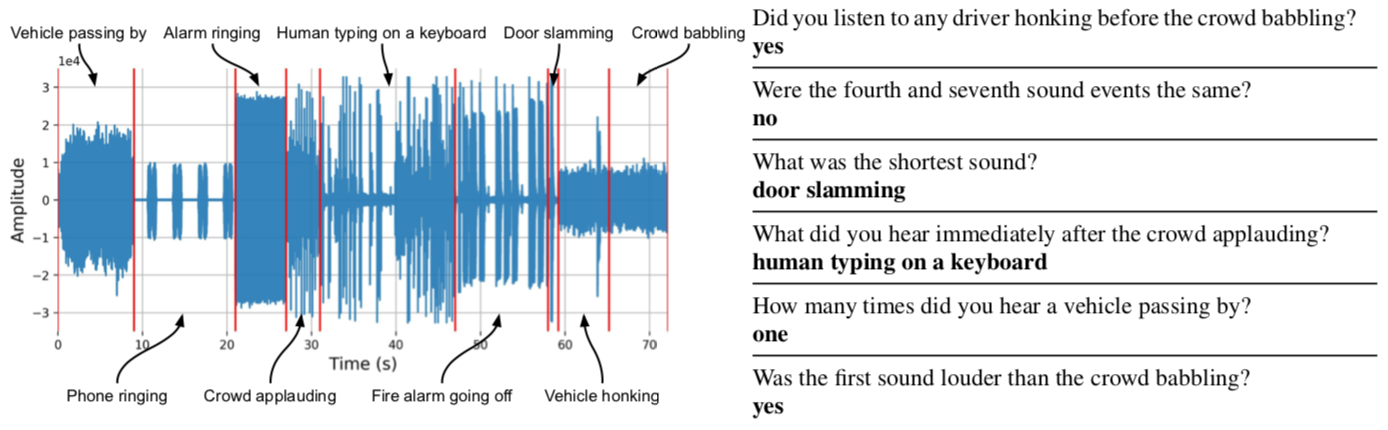 Vehicle passing by Alarm ringing Human typing on a keyboard Door slamming Crowd babbling
1e4
3
2
1
0
−1
−2
−3
Amplitude
0 10 20 30 40 50 60 70
Time (s)
Phone ringing Crowd applauding Fire alarm going off Vehicle honking
Did you listen to any driver honking before the crowd babbling?
yes
Were the fourth and seventh sound events the same?
no
What was the shortest sound?
door slamming
What did you hear immediately after the crowd applauding?
human typing on a keyboard
How many times did you hear a vehicle passing by?
one
Was the first sound louder than the crowd babbling?
yes